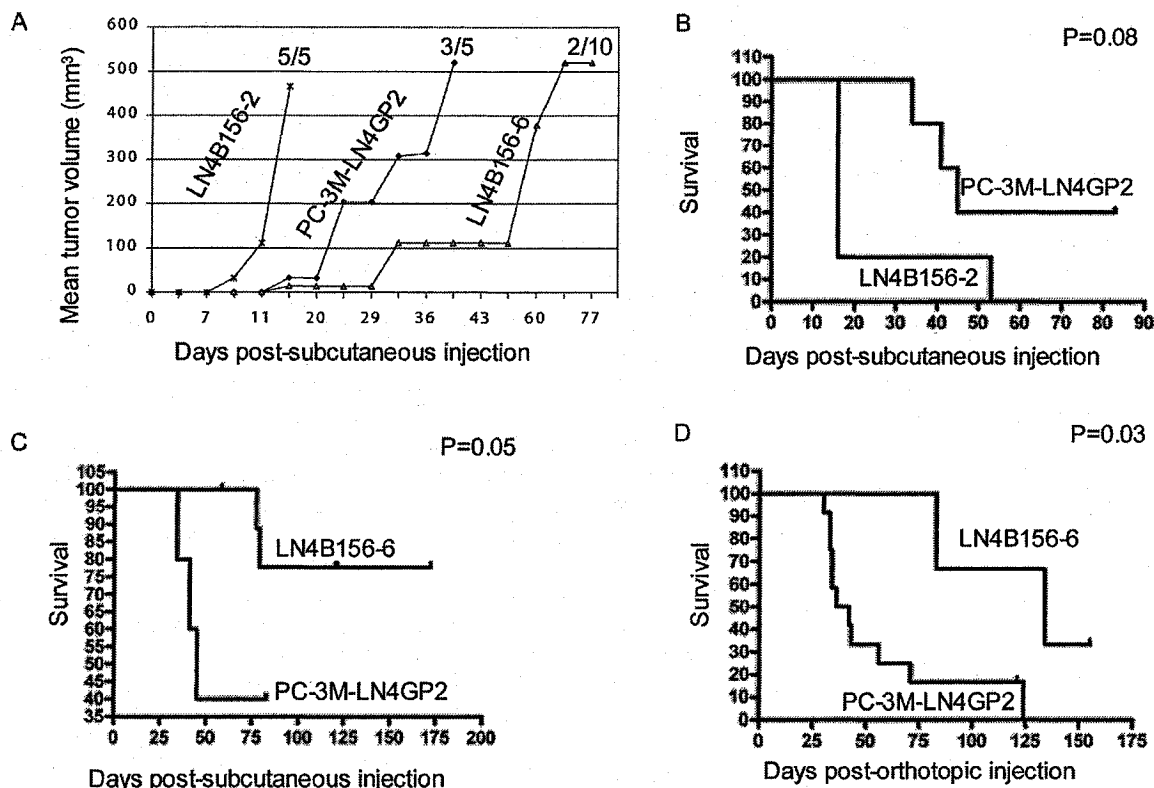 A
Mean tumor volume (mm³)
600
500
400
300
200
100
0
5/5
3/5
2/10
LN4B156-2
PC-3M-LN4GP2
LN4B156-6
0 7 11 20 29 36 43 60 77
Days post-subcutaneous injection
B
P=0.08
Survival
110
100
90
80
70
60
50
40
30
20
10
0
PC-3M-LN4GP2
LN4B156-2
0 10 20 30 40 50 60 70 80 90
Days post-subcutaneous injection
C
P=0.05
Survival
105
100
95
90
85
80
75
70
65
60
55
50
45
40
35
LN4B156-6
PC-3M-LN4GP2
0 25 50 75 100 125 150 175 200
Days post-subcutaneous injection
D
P=0.03
Survival
110
100
90
80
70
60
50
40
30
20
10
0
LN4B156-6
PC-3M-LN4GP2
0 25 50 75 100 125 150 175
Days post-orthotopic injection